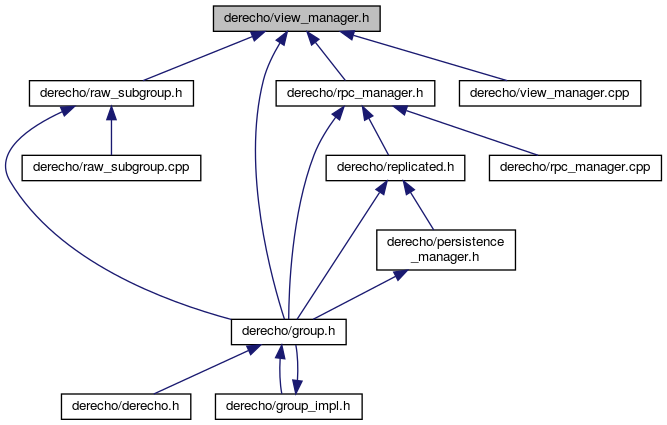 derecho/view_manager.h
derecho/raw_subgroup.h
derecho/rpc_manager.h
derecho/view_manager.cpp
derecho/raw_subgroup.cpp
derecho/replicated.h
derecho/rpc_manager.cpp
derecho/persistence
_manager.h
derecho/group.h
derecho/derecho.h
derecho/group_impl.h